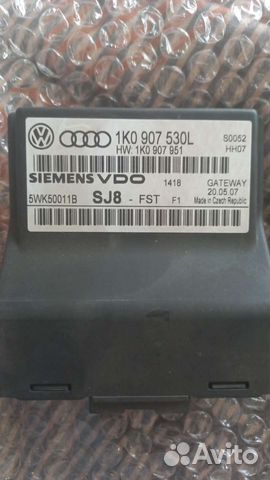 1K0 907 530L S0052
HW: 1K0 907 951 HH07
SIEMENS VDO 1418 GATEWAY
20.05.07
5WK50011B SJ8 - FST F1 Made in Czech Republic
Avito